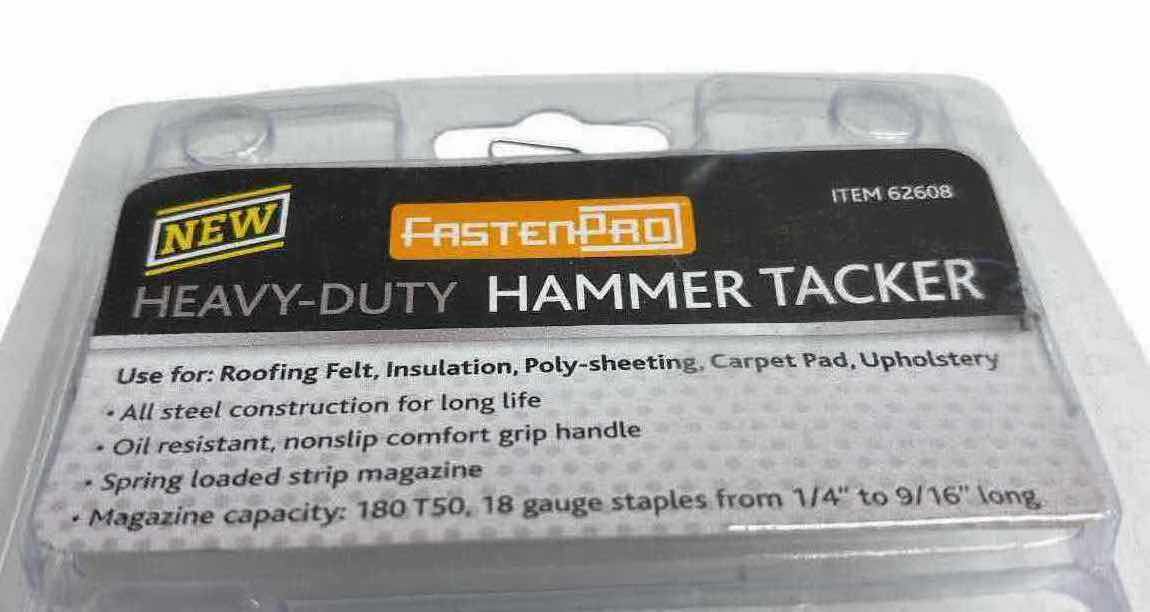 NEW
FASTENPRO
ITEM 62608
HEAVY-DUTY HAMMER TACKER
Use for: Roofing Felt, Insulation, Poly-sheeting, Carpet Pad, Upholstery
• All steel construction for long life
• Oil resistant, nonslip comfort grip handle
• Spring loaded strip magazine
• Magazine capacity: 180 T50, 18 gauge staples from 1/4" to 9/16" long